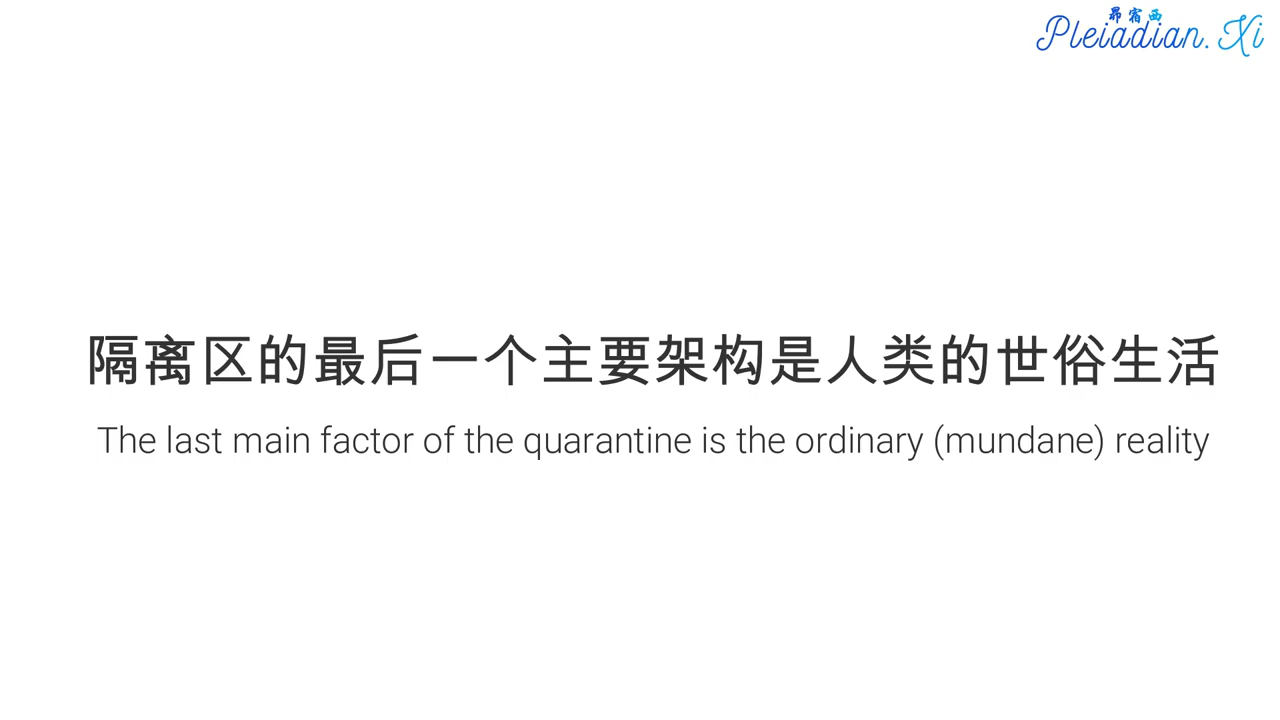 昴宿西
Pleiadian. Xi
隔离区的最后一个主要架构是人类的世俗生活
The last main factor of the quarantine is the ordinary (mundane) reality